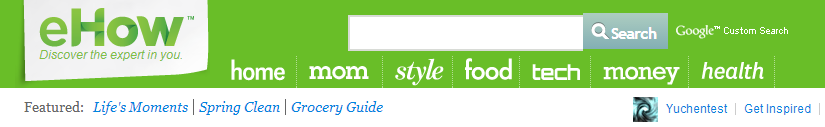 eHow™
Discover the expert in you.
Search
Google™ Custom Search
home mom style food tech money health
Featured: Life's Moments | Spring Clean | Grocery Guide
Yuchentest | Get Inspired |